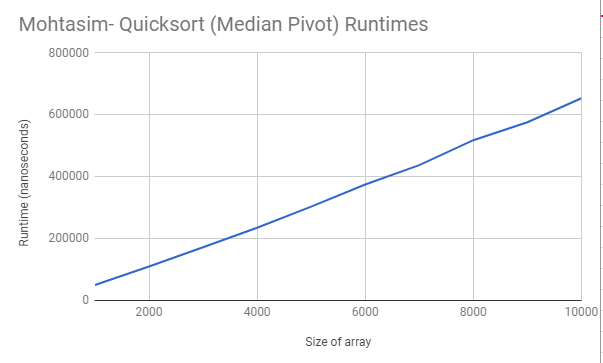 Mohtasim- Quicksort (Median Pivot) Runtimes
Runtime (nanoseconds)
800000
600000
400000
200000
0
2000 4000 6000 8000 10000
Size of array